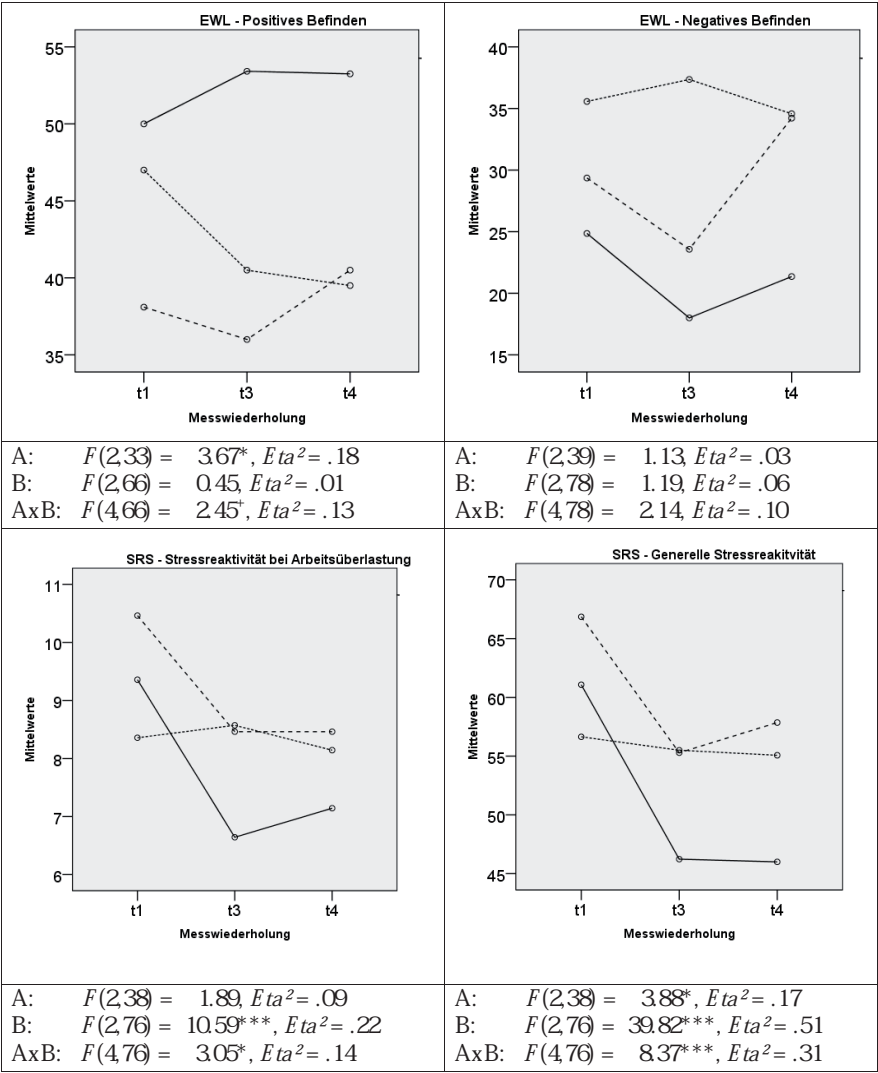 EWL - Positives Befinden
55
50
45
40
35
Mittelwerte
t1 t3 t4
Messwiederholung
EWL - Negatives Befinden
40
35
30
25
20
15
Mittelwerte
t1 t3 t4
Messwiederholung
A: F(2,33) = 3.67*, Eta² = .18
B: F(2,66) = 0.45, Eta² = .01
AxB: F(4,66) = 2.45⁺, Eta² = .13
A: F(2,39) = 1.13, Eta² = .03
B: F(2,78) = 1.19, Eta² = .06
AxB: F(4,78) = 2.14, Eta² = .10
SRS - Stressreaktivität bei Arbeitsüberlastung
11
10
9
8
7
6
Mittelwerte
t1 t3 t4
Messwiederholung
SRS - Generelle Stressreakitvität
70
65
60
55
50
45
Mittelwerte
t1 t3 t4
Messwiederholung
A: F(2,38) = 1.89, Eta² = .09
B: F(2,76) = 10.59***, Eta² = .22
AxB: F(4,76) = 3.05*, Eta² = .14
A: F(2,38) = 3.88*, Eta² = .17
B: F(2,76) = 39.82***, Eta² = .51
AxB: F(4,76) = 8.37***, Eta² = .31